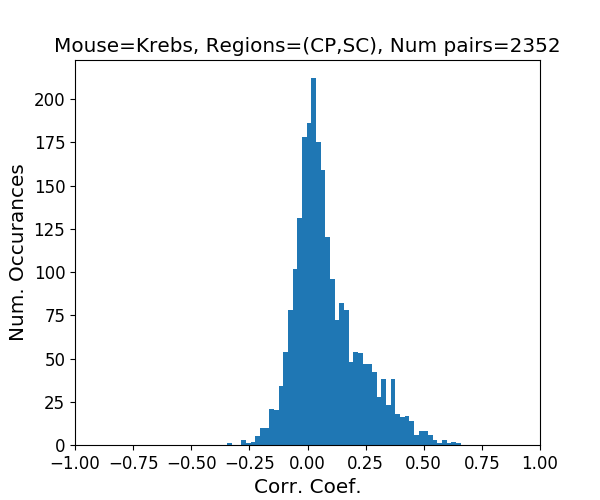 Mouse=Krebs, Regions=(CP,SC), Num pairs=2352
200
175
150
125
100
75
50
25
0
Num. Occurances
−1.00 −0.75 −0.50 −0.25 0.00 0.25 0.50 0.75 1.00
Corr. Coef.